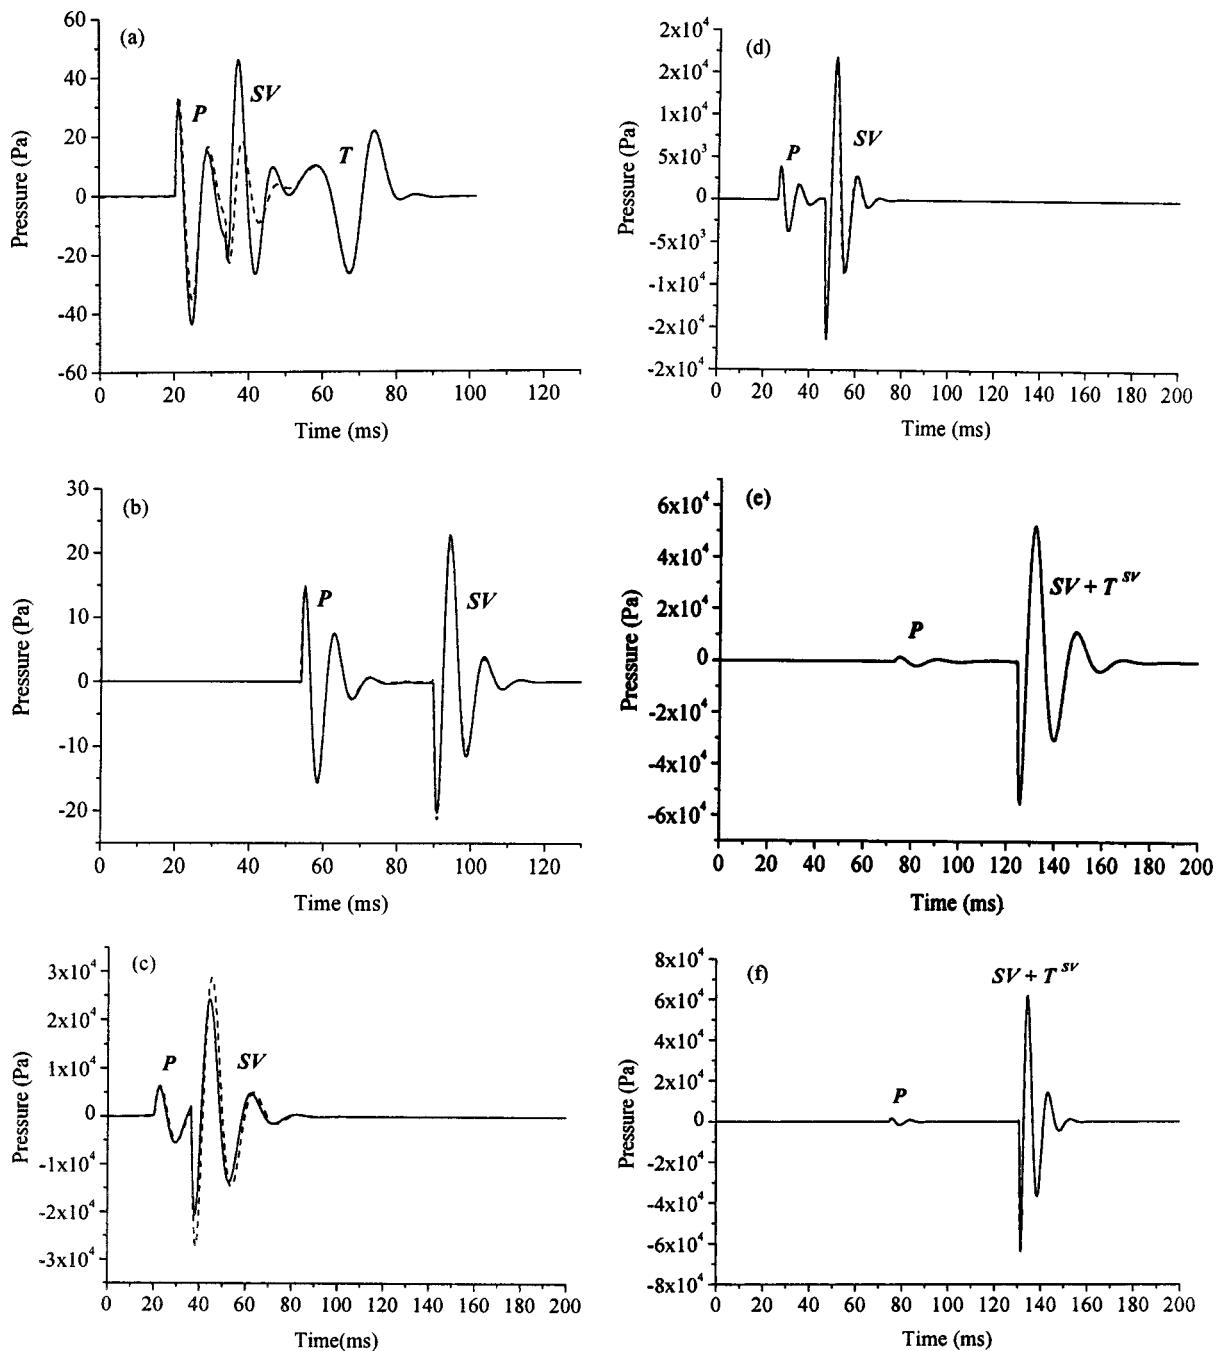 (a)
60
40
20
0
-20
-40
-60
Pressure (Pa)
P
SV
T
0 20 40 60 80 100 120
Time (ms)
(b)
30
20
10
0
-10
-20
Pressure (Pa)
P
SV
0 20 40 60 80 100 120
Time (ms)
(c)
3x10⁴
2x10⁴
1x10⁴
0
-1x10⁴
-2x10⁴
-3x10⁴
Pressure (Pa)
P
SV
0 20 40 60 80 100 120 140 160 180 200
Time(ms)
(d)
2x10⁴
2x10⁴
1x10⁴
5x10³
0
-5x10³
-1x10⁴
-2x10⁴
-2x10⁴
Pressure (Pa)
P
SV
0 20 40 60 80 100 120 140 160 180 200
Time (ms)
(e)
6x10⁴
4x10⁴
2x10⁴
0
-2x10⁴
-4x10⁴
-6x10⁴
Pressure (Pa)
P
SV + T^SV
0 20 40 60 80 100 120 140 160 180 200
Time (ms)
(f)
8x10⁴
6x10⁴
4x10⁴
2x10⁴
0
-2x10⁴
-4x10⁴
-6x10⁴
-8x10⁴
Pressure (Pa)
P
SV + T^SV
0 20 40 60 80 100 120 140 160 180 200
Time (ms)